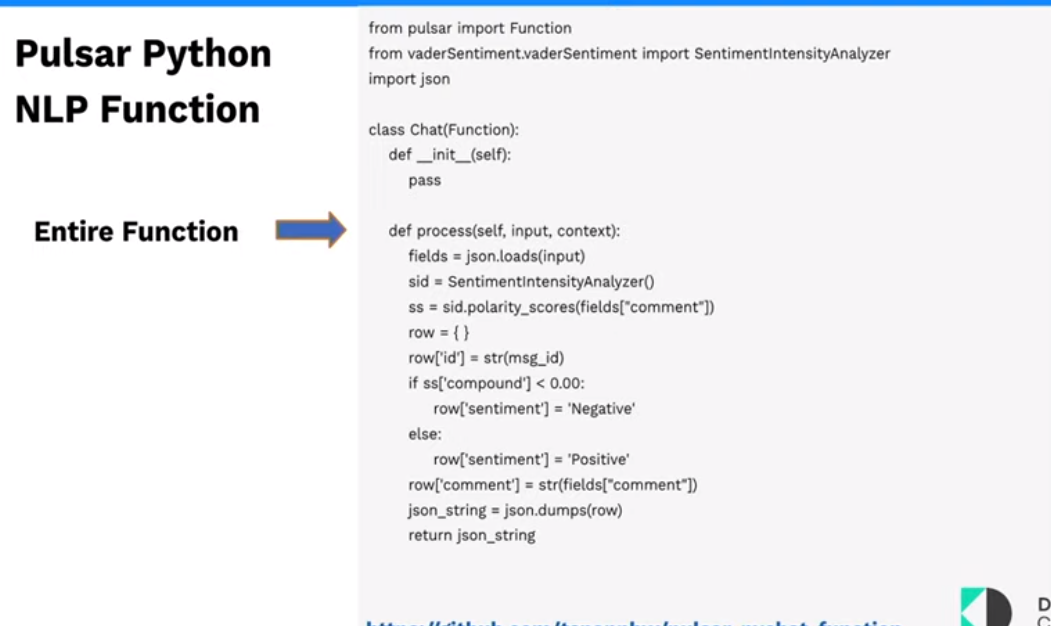 Pulsar Python
NLP Function
Entire Function
from pulsar import Function
from vaderSentiment.vaderSentiment import SentimentIntensityAnalyzer
import json
class Chat(Function):
def __init__(self):
pass
def process(self, input, context):
fields = json.loads(input)
sid = SentimentIntensityAnalyzer()
ss = sid.polarity_scores(fields["comment"])
row = { }
row['id'] = str(msg_id)
if ss['compound'] < 0.00:
row['sentiment'] = 'Negative'
else:
row['sentiment'] = 'Positive'
row['comment'] = str(fields["comment"])
json_string = json.dumps(row)
return json_string